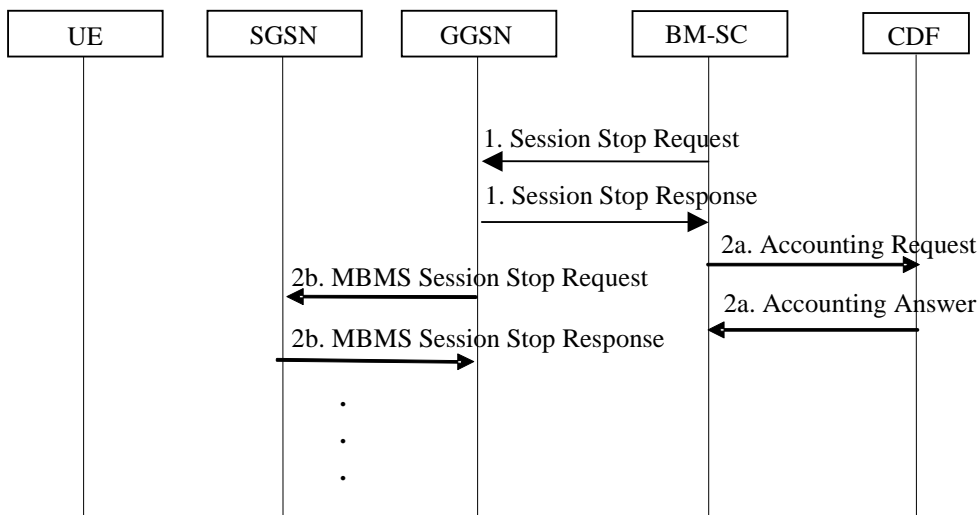 UE
SGSN
GGSN
BM-SC
CDF
1. Session Stop Request
1. Session Stop Response
2a. Accounting Request
2b. MBMS Session Stop Request
2a. Accounting Answer
2b. MBMS Session Stop Response
.
.
.